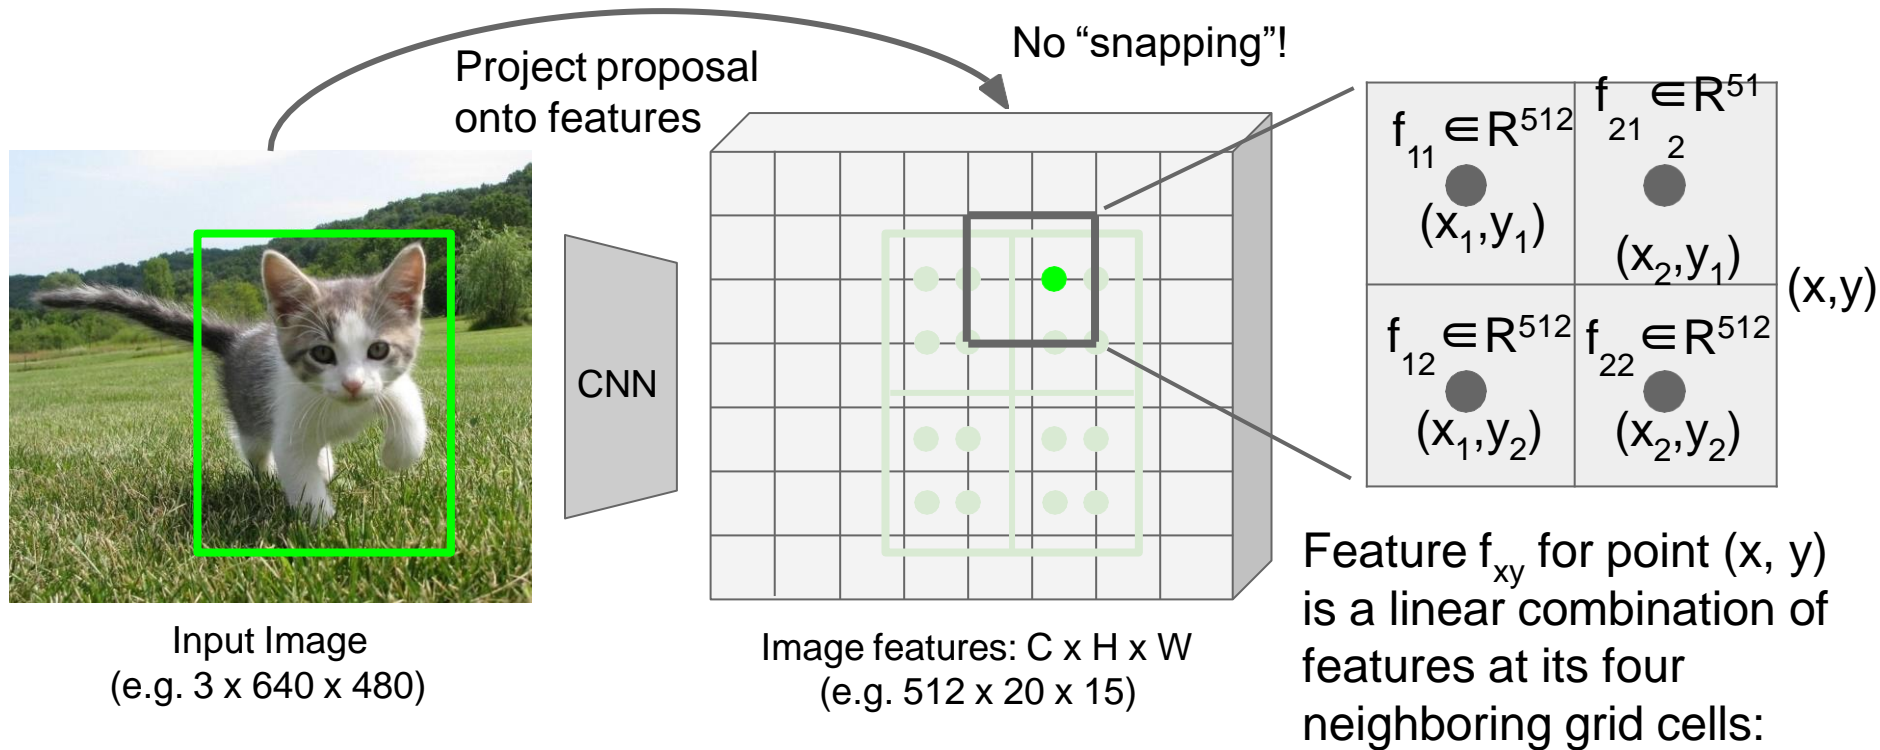 No “snapping”!
Project proposal
onto features
CNN
Input Image
(e.g. 3 x 640 x 480)
Image features: C x H x W
(e.g. 512 x 20 x 15)
f11 ∈ R512
(x1,y1)
f21 ∈ R51
2
(x2,y1)
(x,y)
f12 ∈ R512
(x1,y2)
f22 ∈ R512
(x2,y2)
Feature fxy for point (x, y)
is a linear combination of
features at its four
neighboring grid cells: